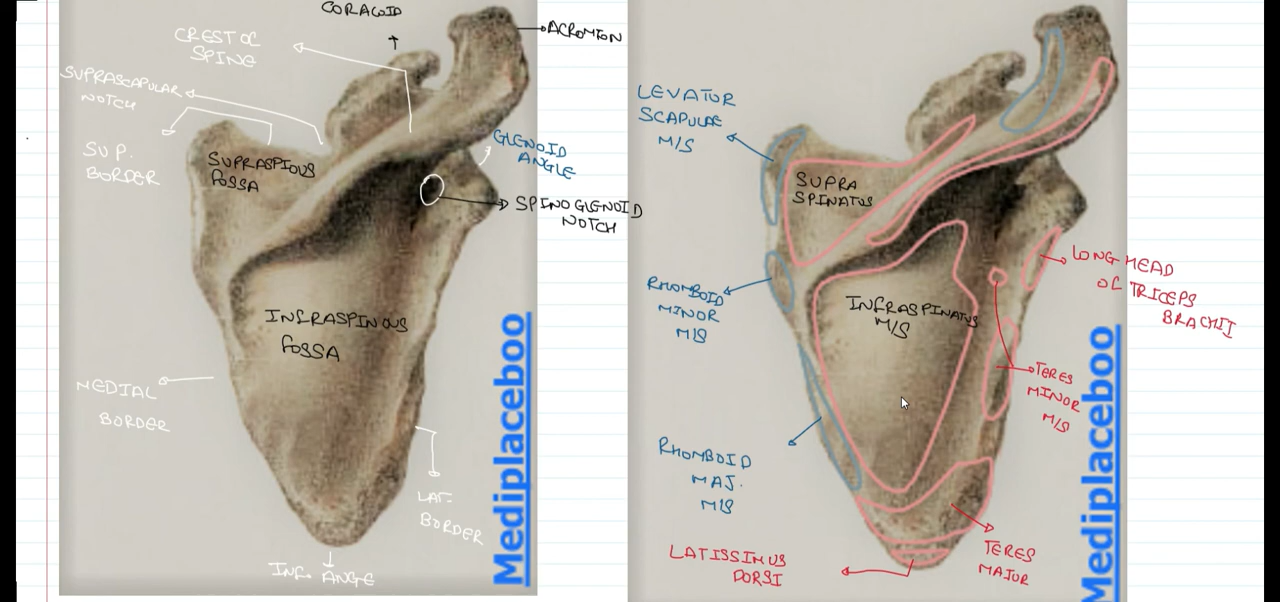 CORACOID
ACROMION
CREST OF
SPINE
SUPRASCAPULAR
NOTCH
SUP.
BORDER
SUPRASPIOUS
FOSSA
GLENOID
ANGLE
SPINOGLENOID
NOTCH
INFRASPINOUS
FOSSA
MEDIAL
BORDER
LAT.
BORDER
INF. ANGE
Mediplaceboo
LEVATOR
SCAPULAE
M/S
SUPRA
SPINATUS
RHOMBOID
MINOR
M/S
INFRASPINATUS
M/S
LONG HEAD
OF TRICEPS
BRACHII
TERES
MINOR
M/S
RHOMBOID
MAJ.
M/S
LATISSIMUS
DORSI
TERES
MAJOR
Mediplaceboo